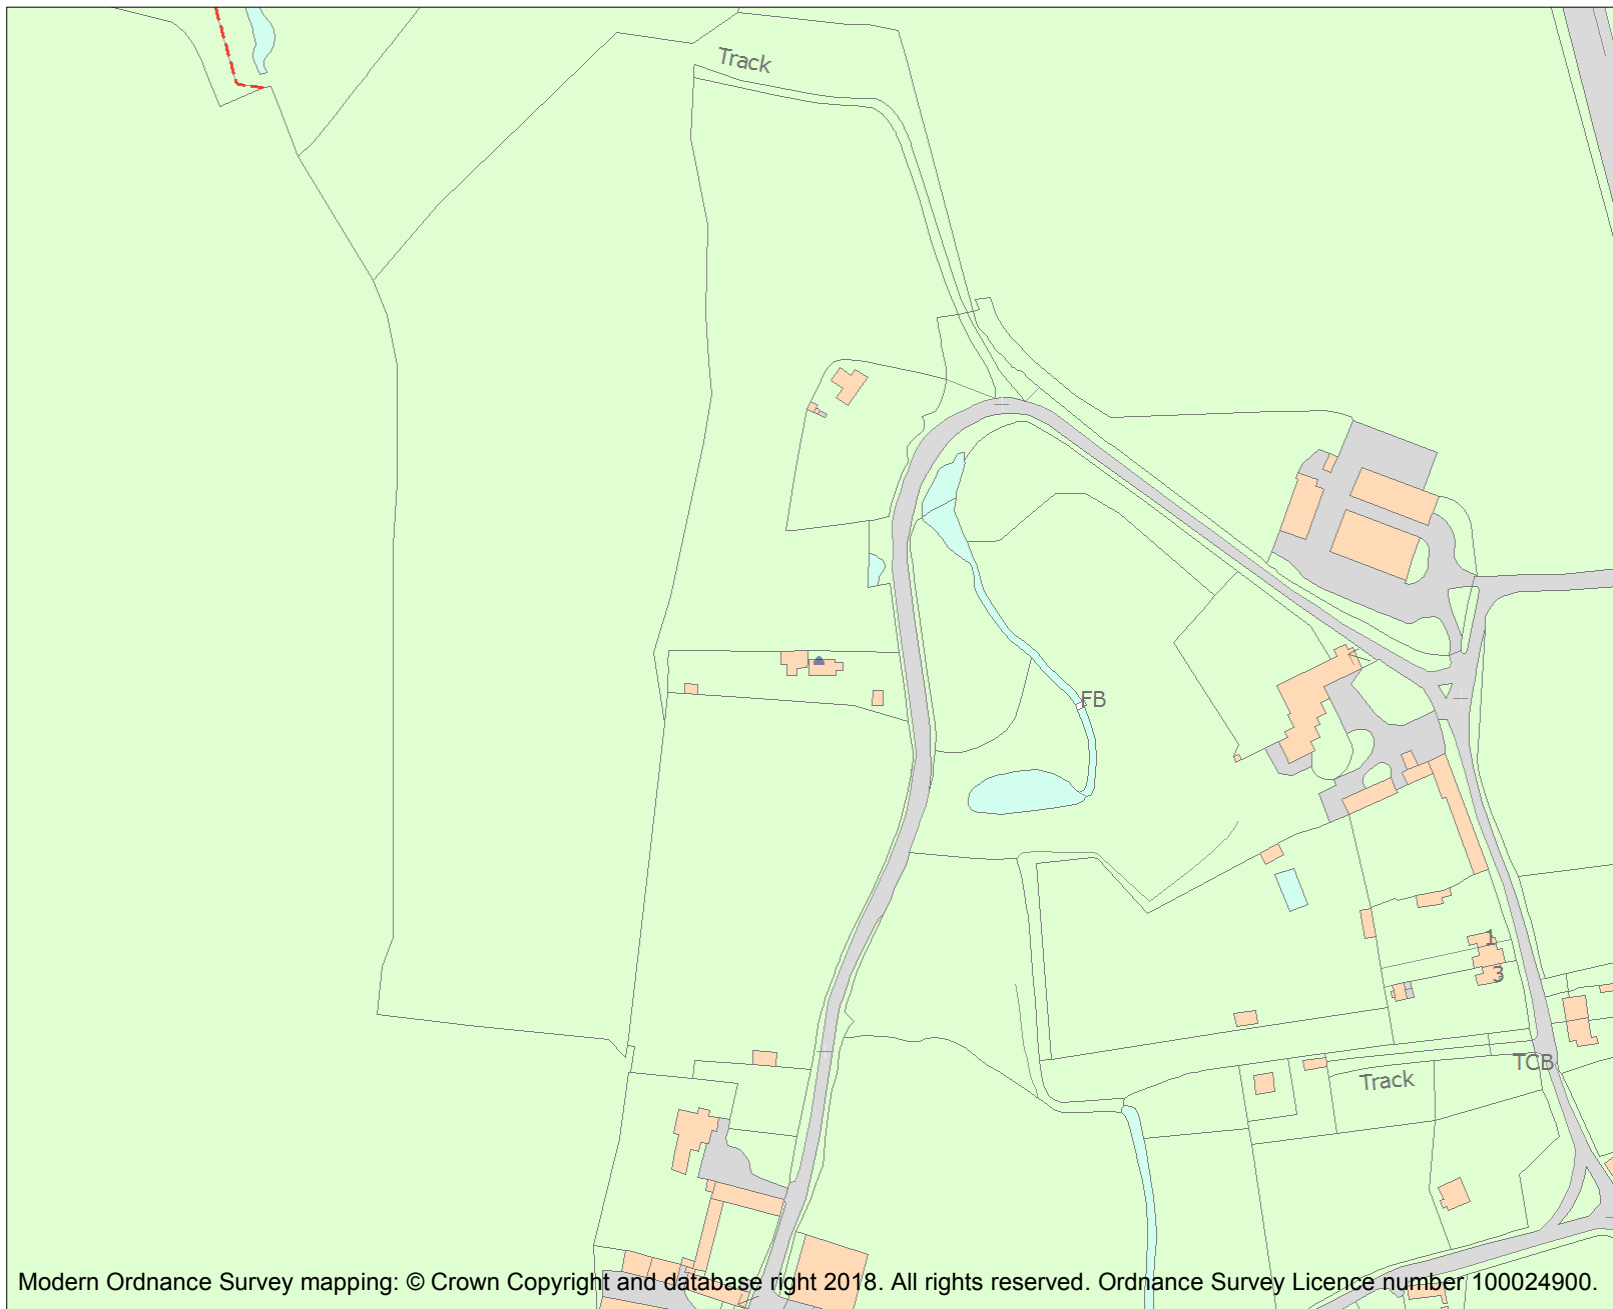 Track
FB
1
3
TCB
Track
Modern Ordnance Survey mapping: © Crown Copyright and database right 2018. All rights reserved. Ordnance Survey Licence number 100024900.